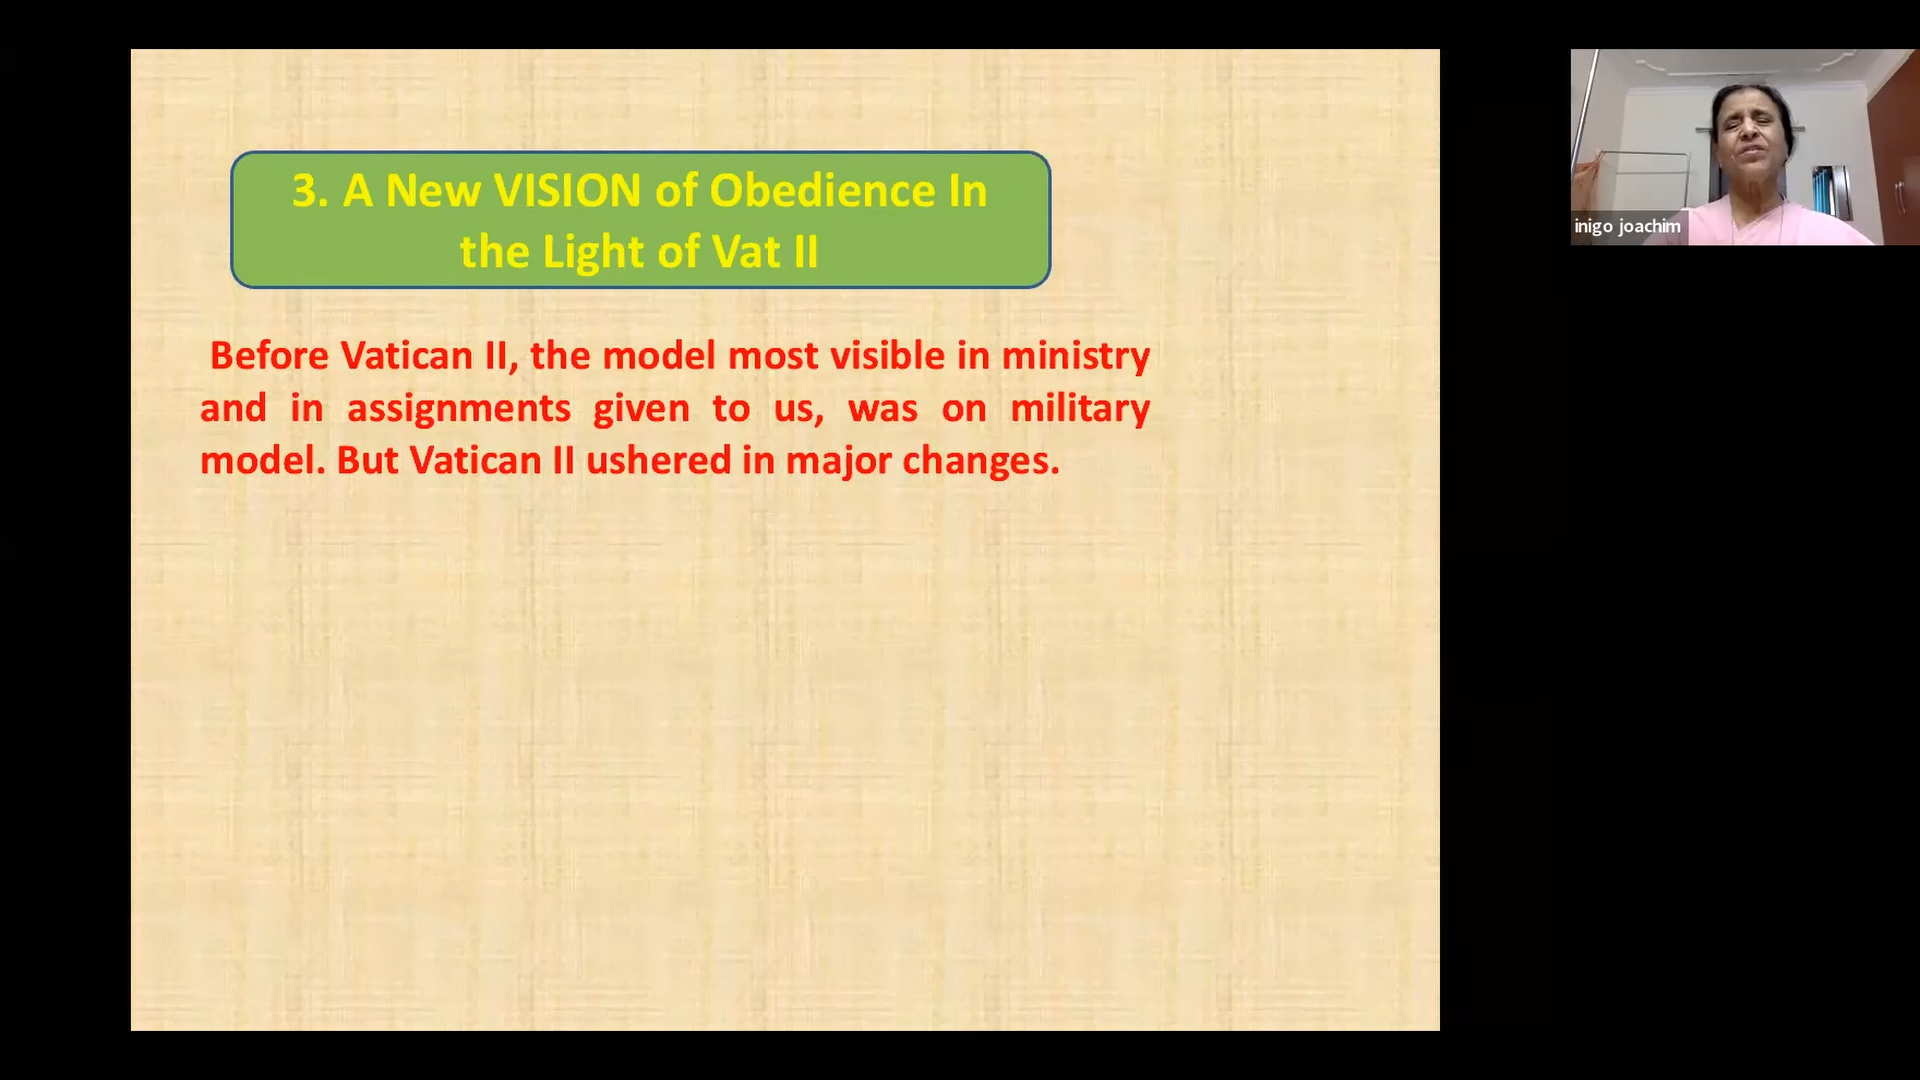 3. A New VISION of Obedience In
the Light of Vat II
Before Vatican II, the model most visible in ministry
and in assignments given to us, was on military
model. But Vatican II ushered in major changes.
inigo joachim